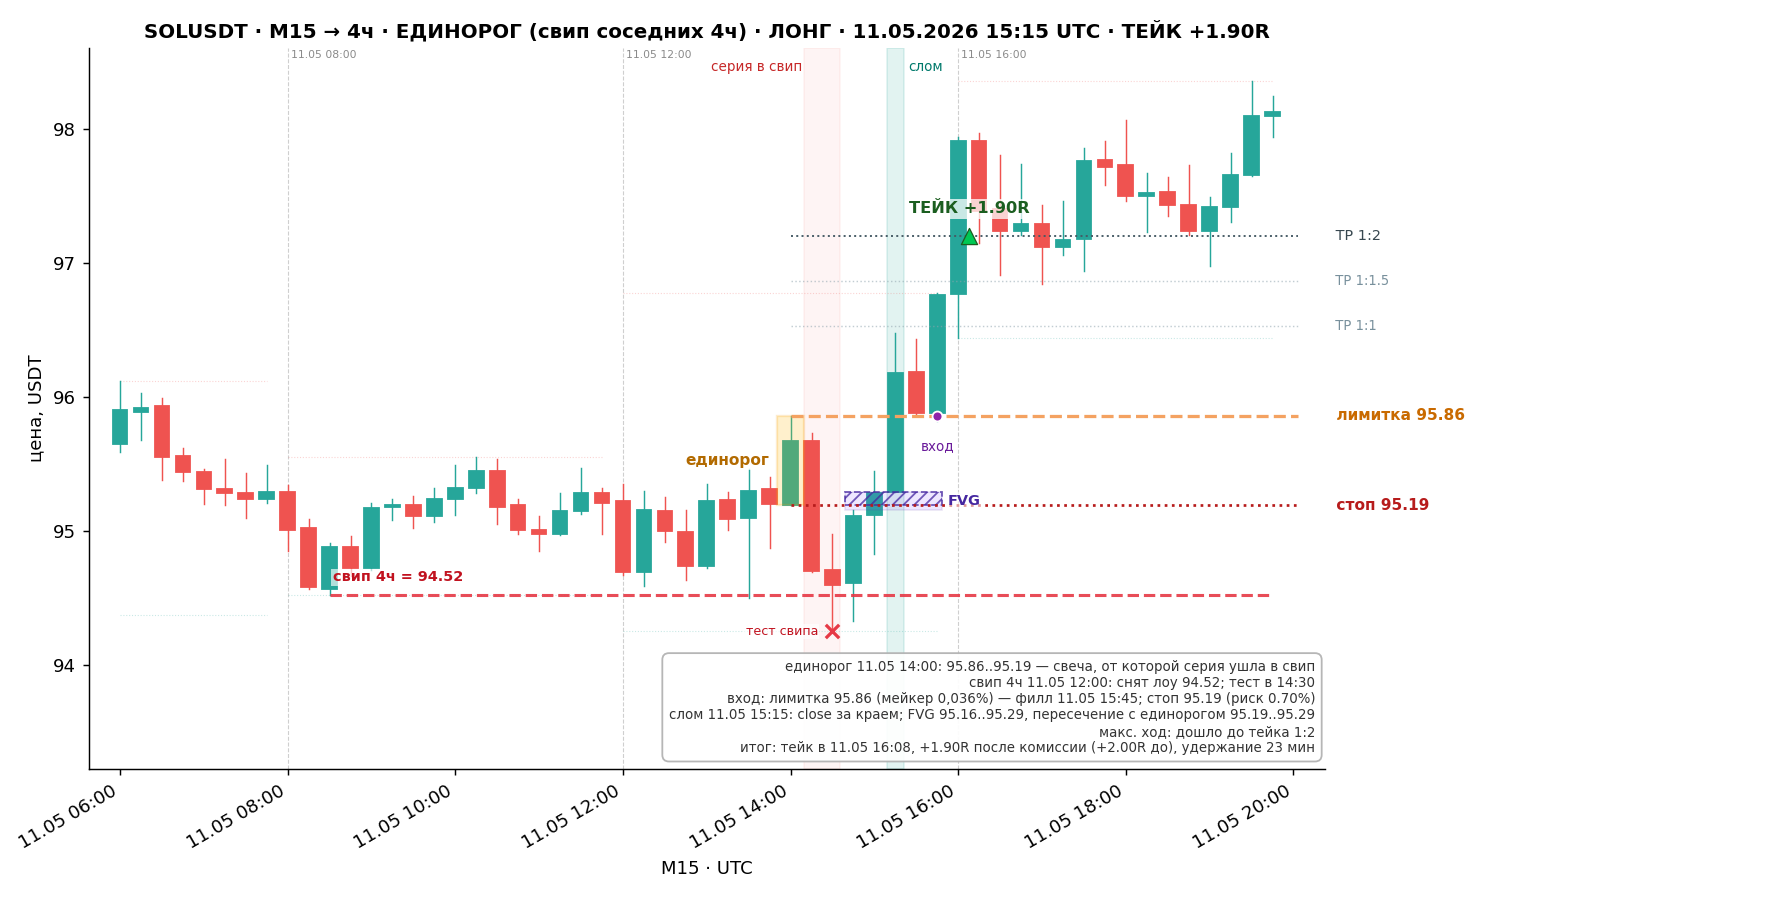 SOLUSDT · M15 → 4ч · ЕДИНОРОГ (свип соседних 4ч) · ЛОНГ · 11.05.2026 15:15 UTC · ТЕЙК +1.90R
11.05 08:00
11.05 12:00
11.05 16:00
серия в свип
слом
98
97
96
95
94
цена, USDT
ТЕЙК +1.90R
TP 1:2
TP 1:1.5
TP 1:1
лимитка 95.86
вход
единорог
FVG
стоп 95.19
свип 4ч = 94.52
тест свипа
единорог 11.05 14:00: 95.86..95.19 — свеча, от которой серия ушла в свип
свип 4ч 11.05 12:00: снят лоу 94.52; тест в 14:30
вход: лимитка 95.86 (мейкер 0,036%) — филл 11.05 15:45; стоп 95.19 (риск 0.70%)
слом 11.05 15:15: close за краем; FVG 95.16..95.29, пересечение с единорогом 95.19..95.29
макс. ход: дошло до тейка 1:2
итог: тейк в 11.05 16:08, +1.90R после комиссии (+2.00R до), удержание 23 мин
11.05 06:00
11.05 08:00
11.05 10:00
11.05 12:00
11.05 14:00
11.05 16:00
11.05 18:00
11.05 20:00
M15 · UTC